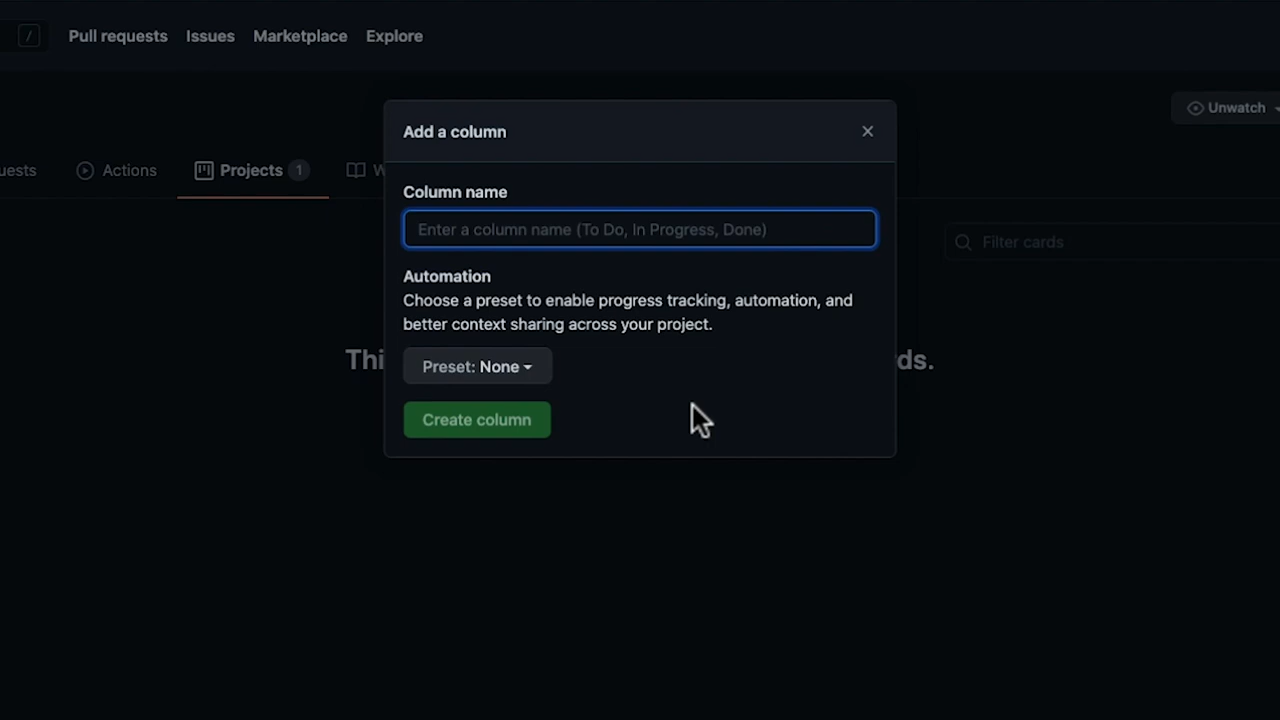 / Pull requests Issues Marketplace Explore
Unwatch
Add a column
Actions Projects 1
Column name
Enter a column name (To Do, In Progress, Done)
Filter cards
Automation
Choose a preset to enable progress tracking, automation, and
better context sharing across your project.
Preset: None
Create column